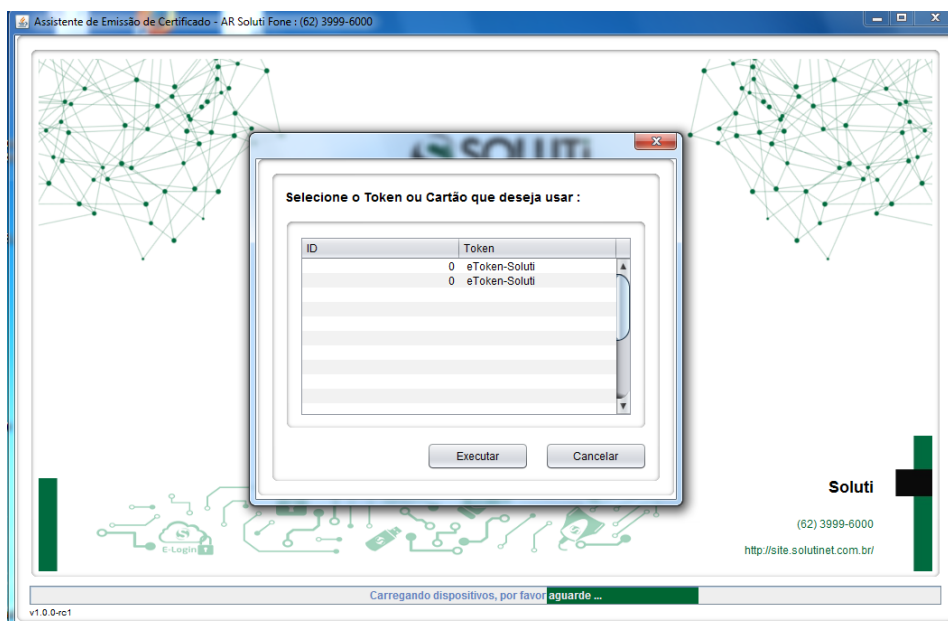 Assistente de Emissão de Certificado - AR Soluti Fone : (62) 3999-6000
SOLUTI
Selecione o Token ou Cartão que deseja usar :
ID Token
0 eToken-Soluti
0 eToken-Soluti
Executar Cancelar
Soluti
(62) 3999-6000
E-Login
http://site.solutinet.com.br/
Carregando dispositivos, por favor aguarde ...
v1.0.0-rc1